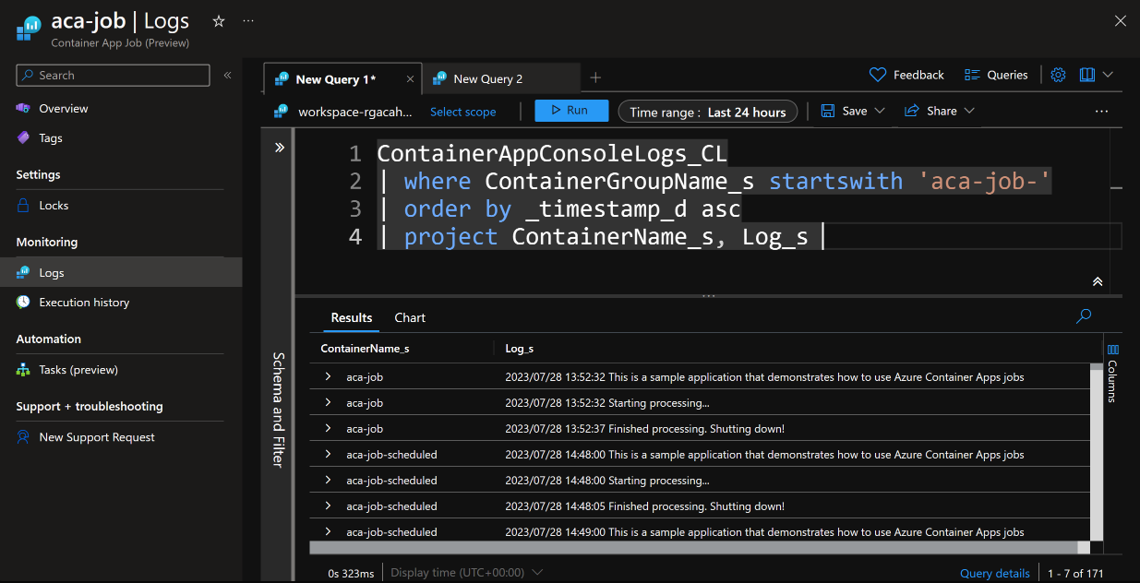 aca-job | Logs
Container App Job (Preview)
Search
Overview
Tags
Settings
Locks
Monitoring
Logs
Execution history
Automation
Tasks (preview)
Support + troubleshooting
New Support Request
New Query 1*
New Query 2
Feedback
Queries
workspace-rgacah...
Select scope
Run
Time range : Last 24 hours
Save
Share
Schema and Filter
1 ContainerAppConsoleLogs_CL
2 | where ContainerGroupName_s startswith 'aca-job-'
3 | order by _timestamp_d asc
4 | project ContainerName_s, Log_s
Results Chart
ContainerName_s Log_s
aca-job 2023/07/28 13:52:32 This is a sample application that demonstrates how to use Azure Container Apps jobs
aca-job 2023/07/28 13:52:32 Starting processing...
aca-job 2023/07/28 13:52:37 Finished processing. Shutting down!
aca-job-scheduled 2023/07/28 14:48:00 This is a sample application that demonstrates how to use Azure Container Apps jobs
aca-job-scheduled 2023/07/28 14:48:00 Starting processing...
aca-job-scheduled 2023/07/28 14:48:05 Finished processing. Shutting down!
aca-job-scheduled 2023/07/28 14:49:00 This is a sample application that demonstrates how to use Azure Container Apps jobs
Columns
0s 323ms
Display time (UTC+00:00)
Query details
1 - 7 of 171